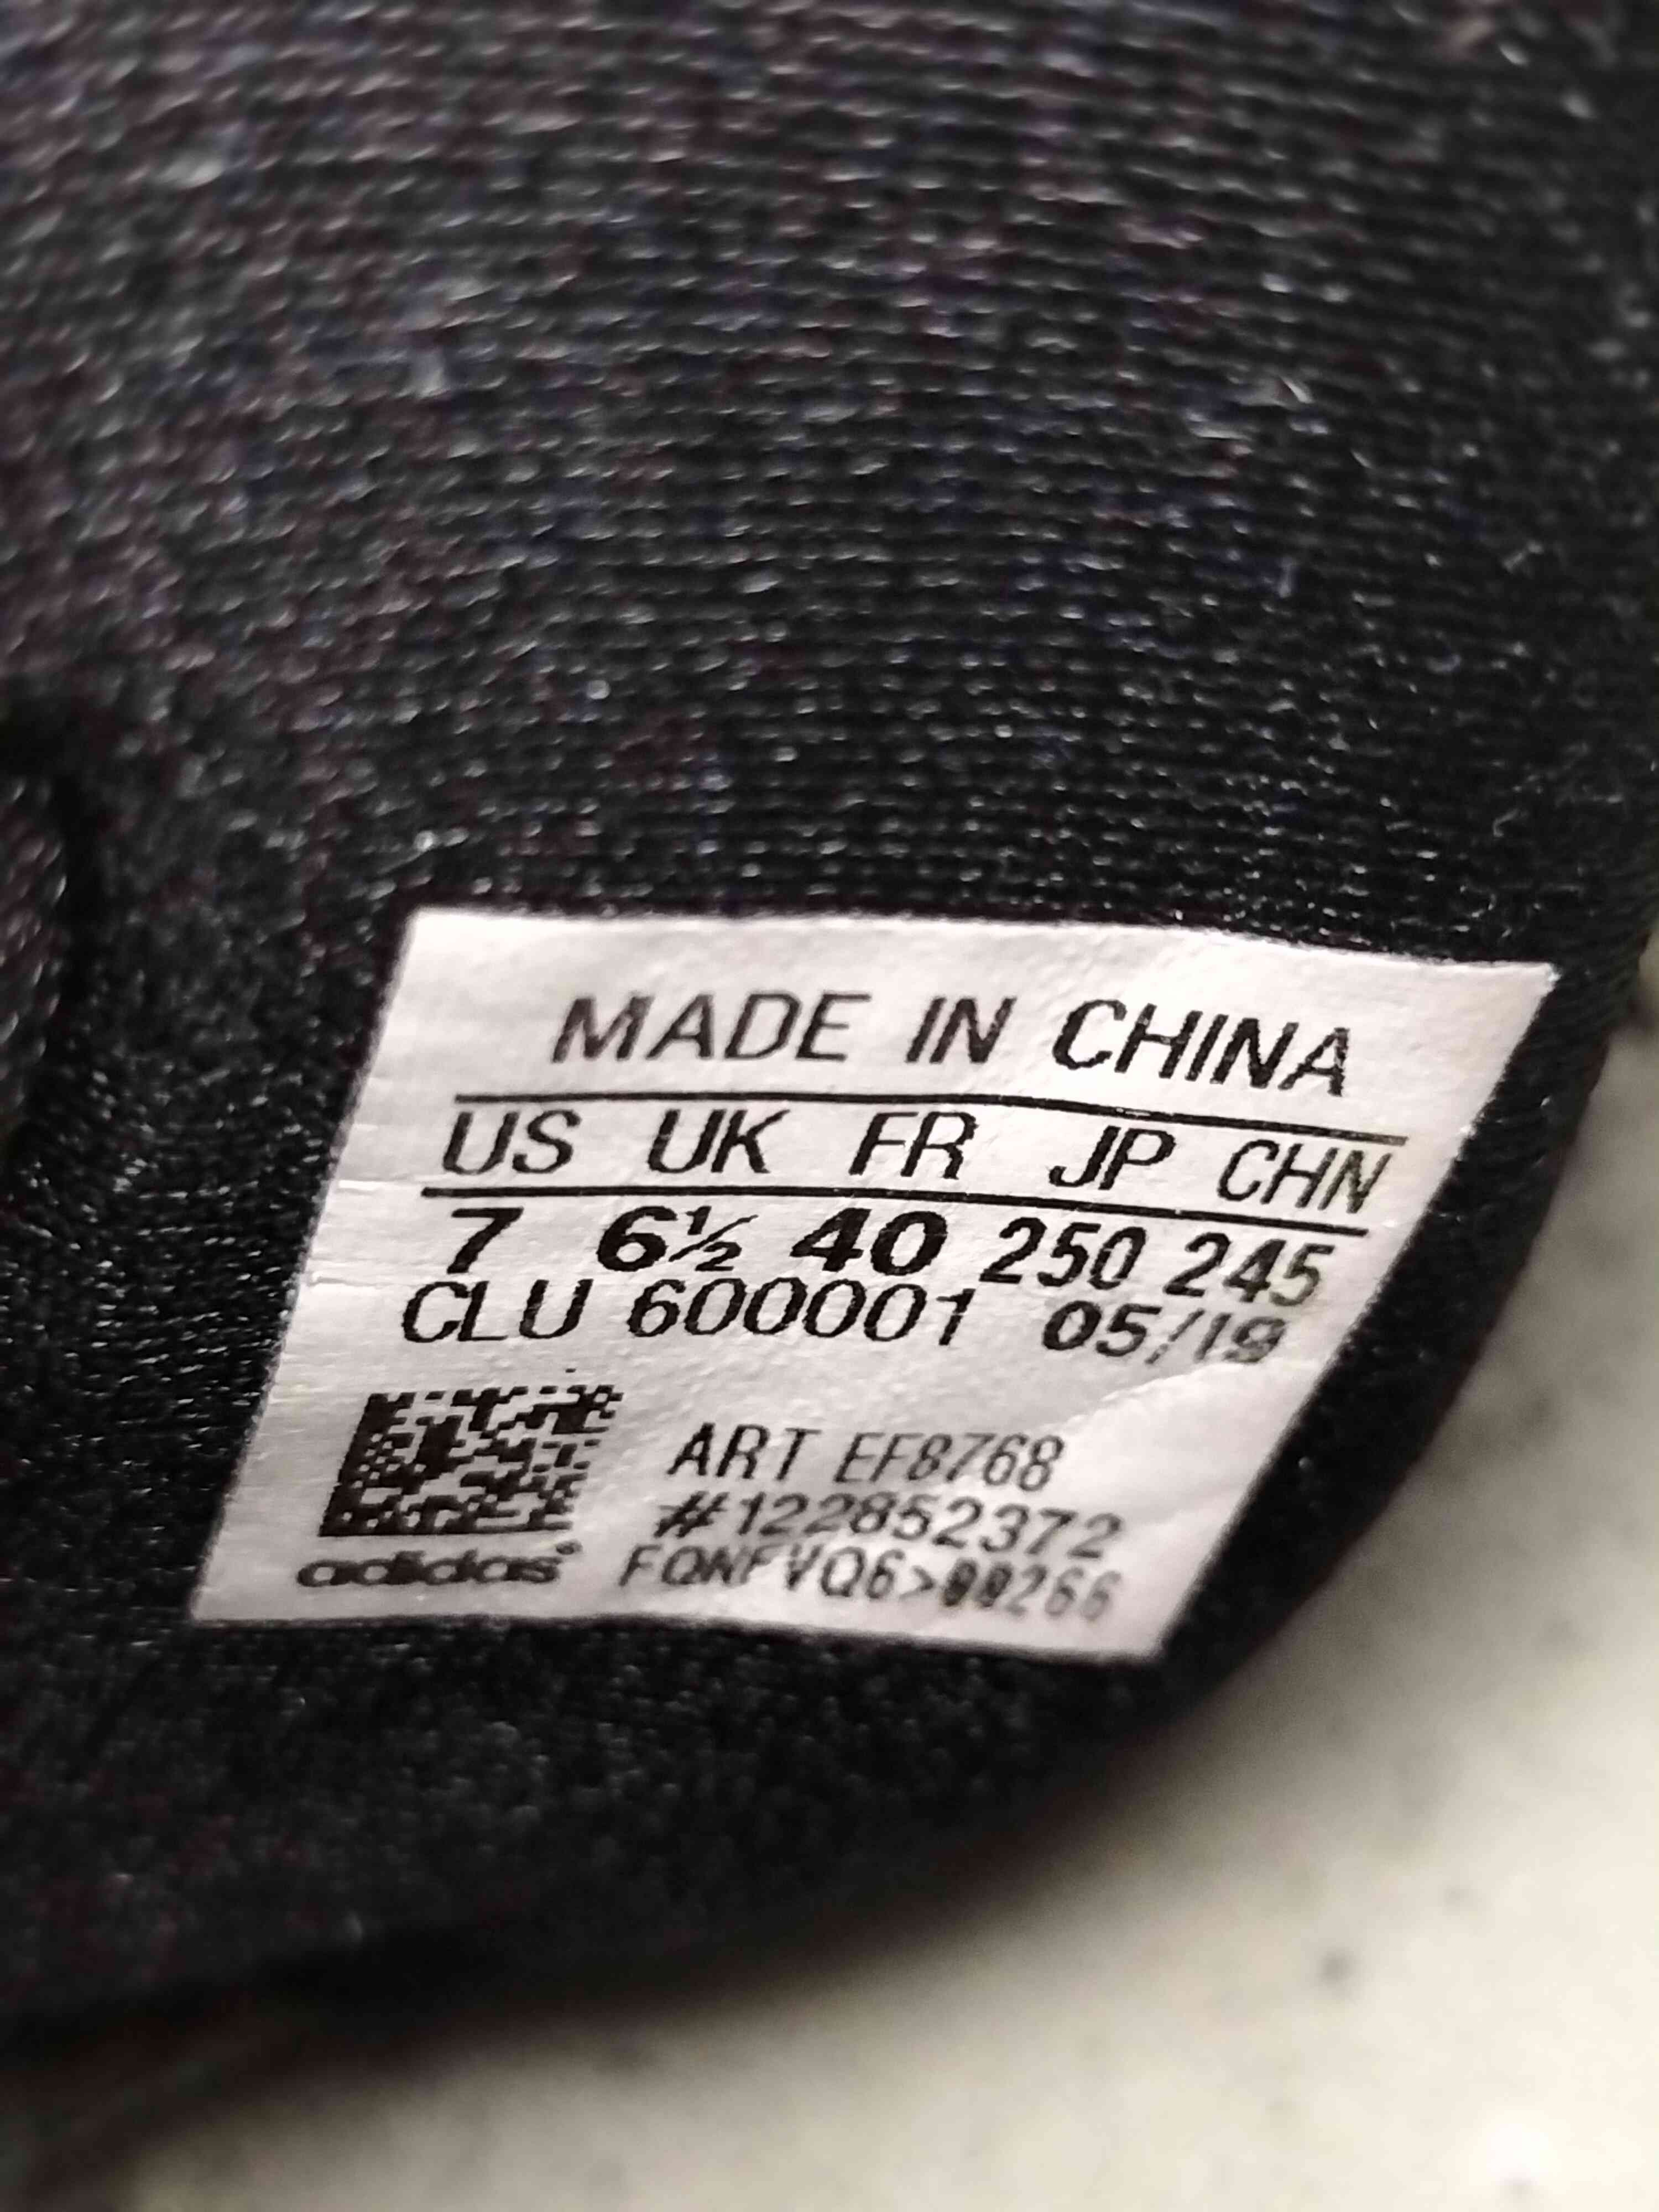 MADE IN CHINA
US UK FR JP CHN
7 6½ 40 250 245
CLU 600001 05/19
ART EF8768
#122852372
adidas FQNFVQ6>00266